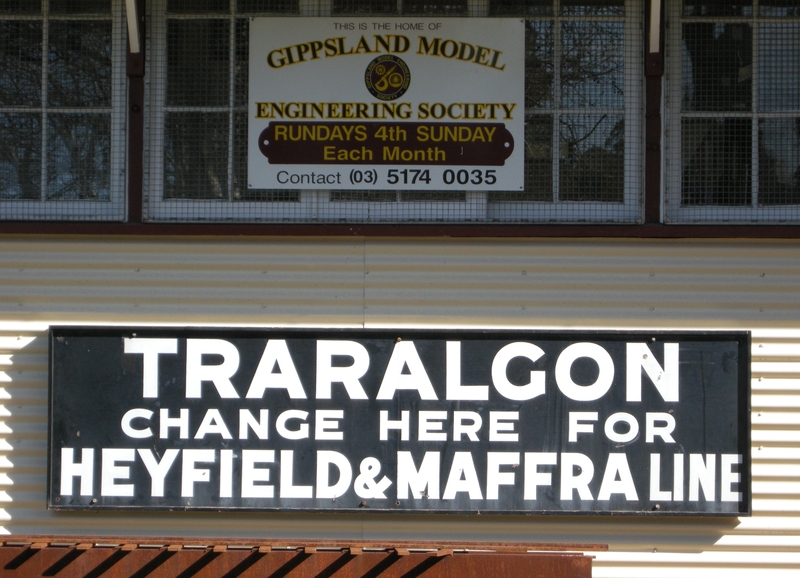 THIS IS THE HOME OF
GIPPSLAND MODEL
ENGINEERING SOCIETY
RUNDAYS 4th SUNDAY
Each Month
Contact (03) 5174 0035
TRARALGON
CHANGE HERE FOR
HEYFIELD & MAFFRA LINE